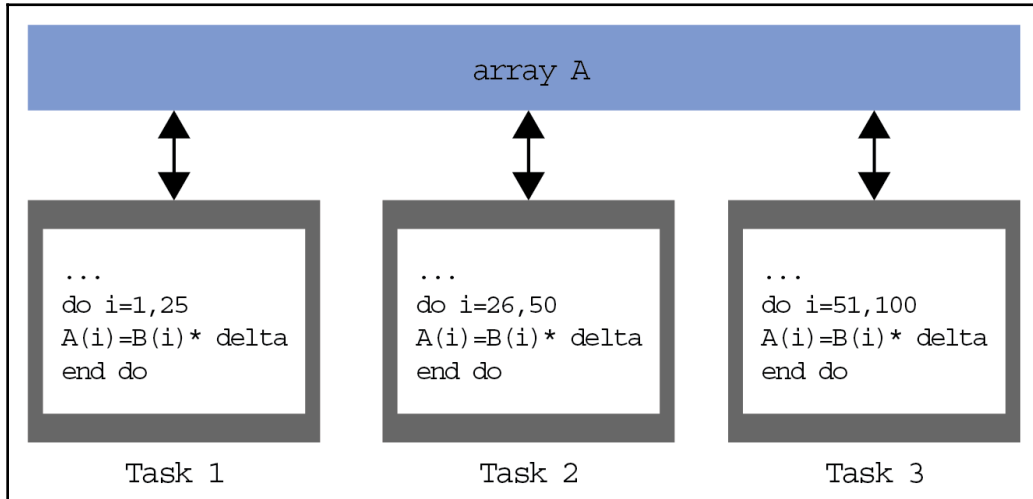 array A
...
do i=1,25
A(i)=B(i)* delta
end do
Task 1
...
do i=26,50
A(i)=B(i)* delta
end do
Task 2
...
do i=51,100
A(i)=B(i)* delta
end do
Task 3